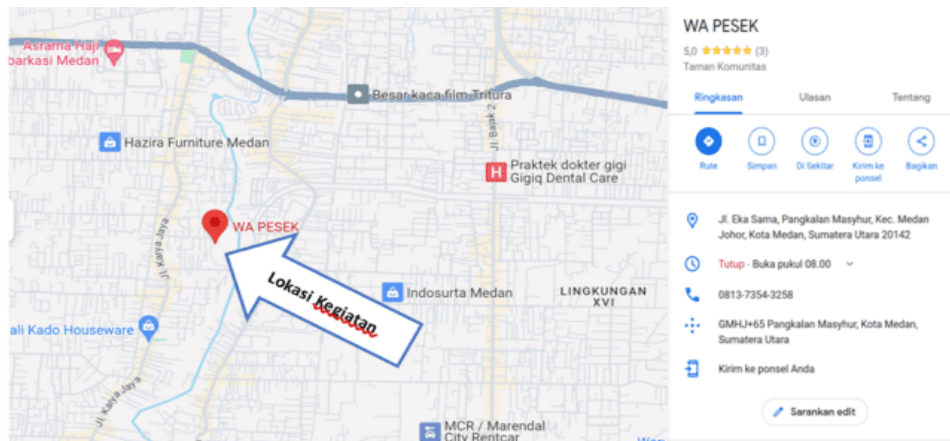 Asrama Haji
Embarkasi Medan
Besar kaca film Tritura
Jl. Bajak 2
Hazira Furniture Medan
Praktek dokter gigi
Gigiq Dental Care
WA PESEK
Jl. Karya Jaya
Lokasi Kegiatan
Indosurta Medan
LINGKUNGAN
XVI
ali Kado Houseware
Jl. Karya Jaya
MCR / Marendal
City Rentcar
WA PESEK
5,0 (3)
Taman Komunitas
Ringkasan Ulasan Tentang
Rute Simpan Di Sekitar Kirim ke ponsel Bagikan
Jl. Eka Sama, Pangkalan Masyhur, Kec. Medan
Johor, Kota Medan, Sumatera Utara 20142
Tutup · Buka pukul 08.00
0813-7354-3258
GMHJ+65 Pangkalan Masyhur, Kota Medan,
Sumatera Utara
Kirim ke ponsel Anda
Sarankan edit